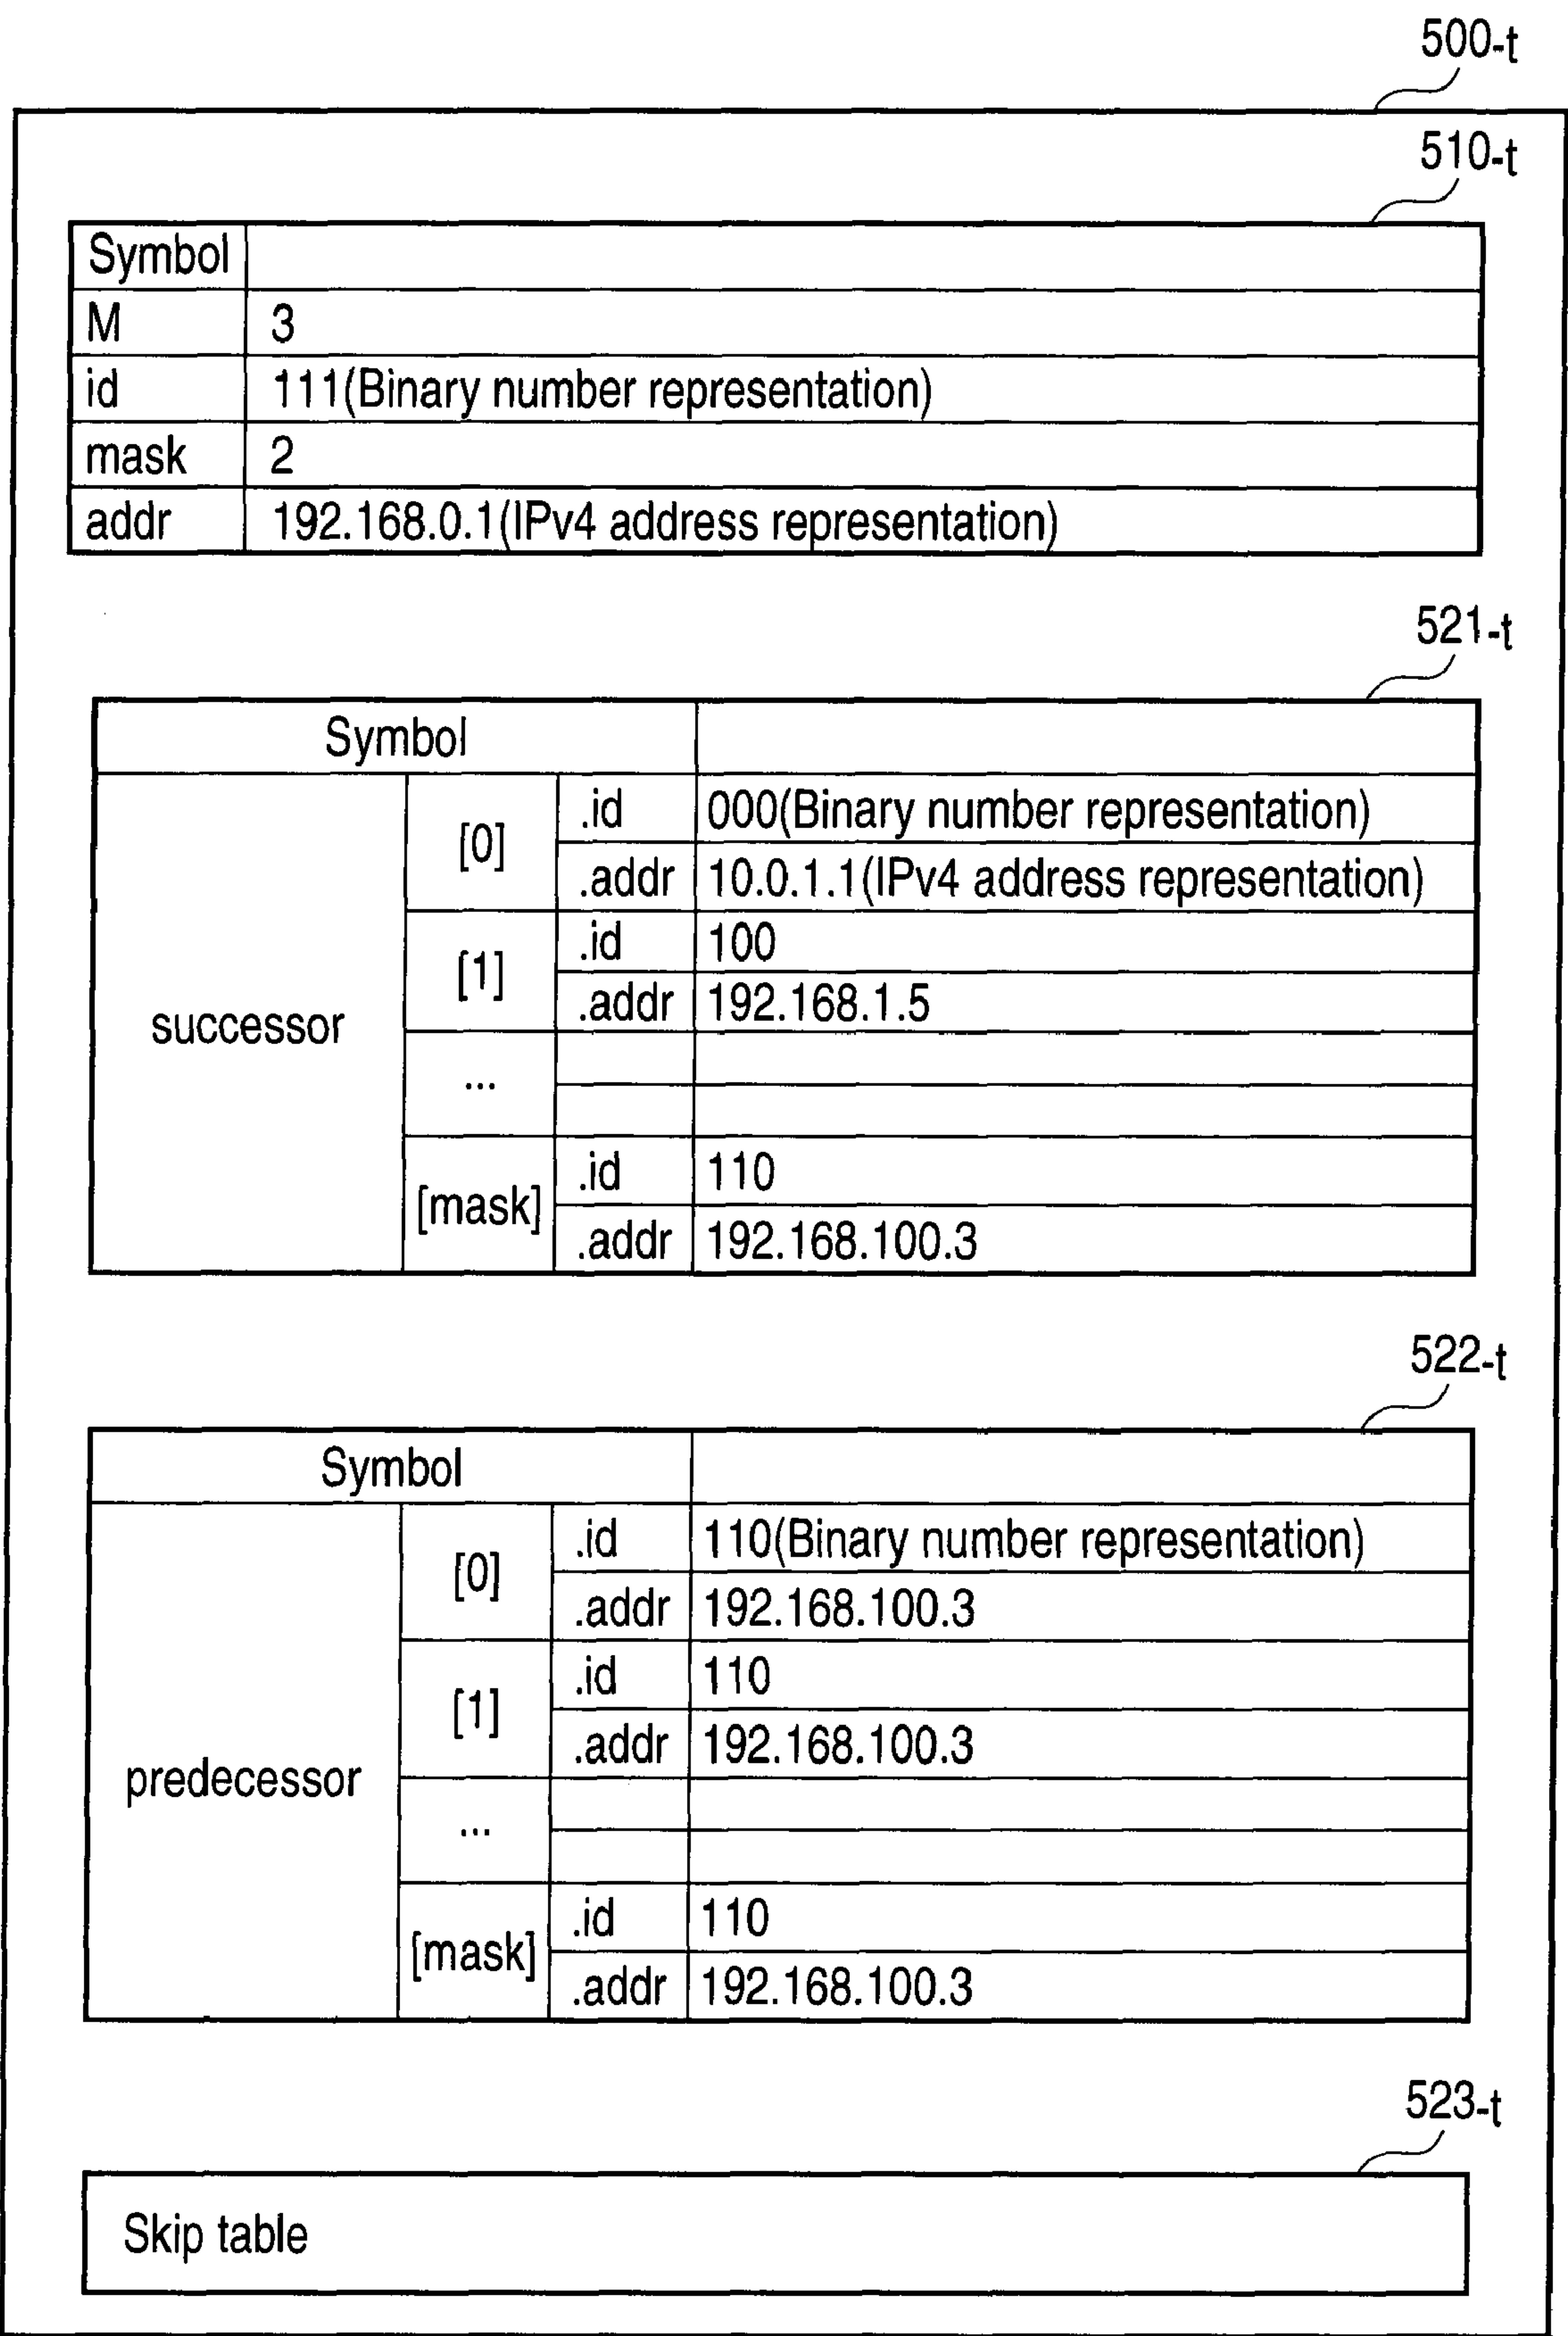 500-t
510-t
Symbol
M 3
id 111(Binary number representation)
mask 2
addr 192.168.0.1(IPv4 address representation)
521-t
Symbol
successor
[0] .id 000(Binary number representation)
.addr 10.0.1.1(IPv4 address representation)
[1] .id 100
.addr 192.168.1.5
...
[mask] .id 110
.addr 192.168.100.3
522-t
Symbol
predecessor
[0] .id 110(Binary number representation)
.addr 192.168.100.3
[1] .id 110
.addr 192.168.100.3
...
[mask] .id 110
.addr 192.168.100.3
523-t
Skip table